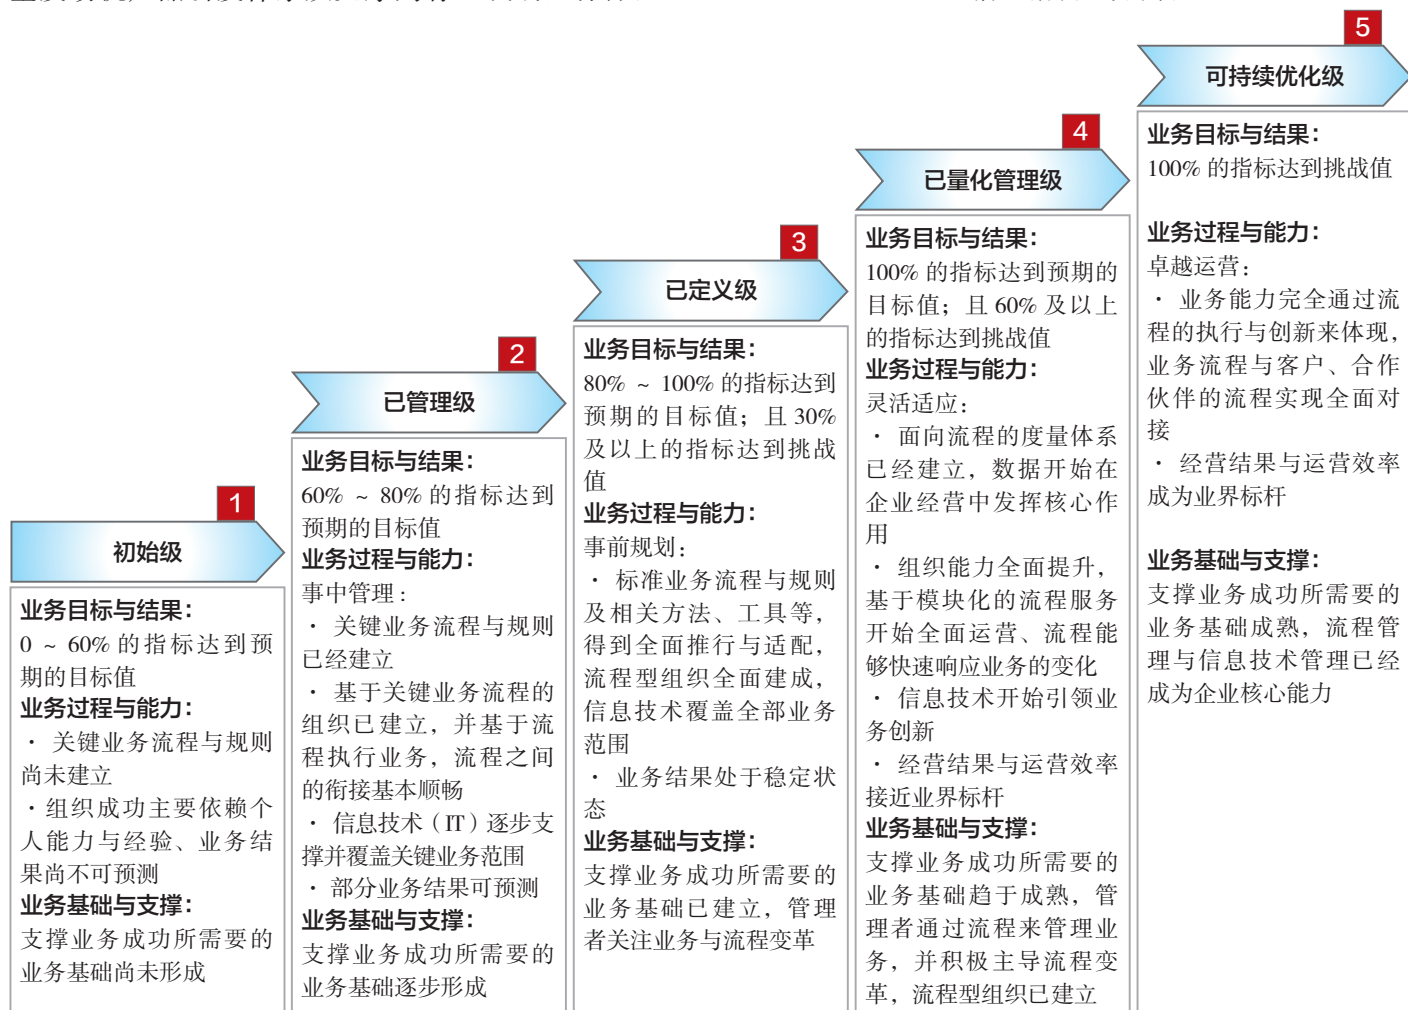 1
初始级
业务目标与结果：
0 ~ 60% 的指标达到预
期的目标值
业务过程与能力：
· 关键业务流程与规则
尚未建立
· 组织成功主要依赖个
人能力与经验、业务结
果尚不可预测
业务基础与支撑：
支撑业务成功所需要的
业务基础尚未形成
2
已管理级
业务目标与结果：
60% ~ 80% 的指标达到
预期的目标值
业务过程与能力：
事中管理：
· 关键业务流程与规则
已经建立
· 基于关键业务流程的
组织已建立，并基于流
程执行业务，流程之间
的衔接基本顺畅
· 信息技术（IT）逐步支
撑并覆盖关键业务范围
· 部分业务结果可预测
业务基础与支撑：
支撑业务成功所需要的
业务基础逐步形成
3
已定义级
业务目标与结果：
80% ~ 100% 的指标达到
预期的目标值；且 30%
及以上的指标达到挑战
值
业务过程与能力：
事前规划：
· 标准业务流程与规则
及相关方法、工具等，
得到全面推行与适配，
流程型组织全面建成，
信息技术覆盖全部业务
范围
· 业务结果处于稳定状
态
业务基础与支撑：
支撑业务成功所需要的
业务基础已建立，管理
者关注业务与流程变革
4
已量化管理级
业务目标与结果：
100% 的指标达到预期的
目标值；且 60% 及以上
的指标达到挑战值
业务过程与能力：
灵活适应：
· 面向流程的度量体系
已经建立，数据开始在
企业经营中发挥核心作
用
· 组织能力全面提升，
基于模块化的流程服务
开始全面运营、流程能
够快速响应业务的变化
· 信息技术开始引领业
务创新
· 经营结果与运营效率
接近业界标杆
业务基础与支撑：
支撑业务成功所需要的
业务基础趋于成熟，管
理者通过流程来管理业
务，并积极主导流程变
革，流程型组织已建立
5
可持续优化级
业务目标与结果：
100% 的指标达到挑战值
业务过程与能力：
卓越运营：
· 业务能力完全通过流
程的执行与创新来体现，
业务流程与客户、合作
伙伴的流程实现全面对
接
· 经营结果与运营效率
成为业界标杆
业务基础与支撑：
支撑业务成功所需要的
业务基础成熟，流程管
理与信息技术管理已经
成为企业核心能力